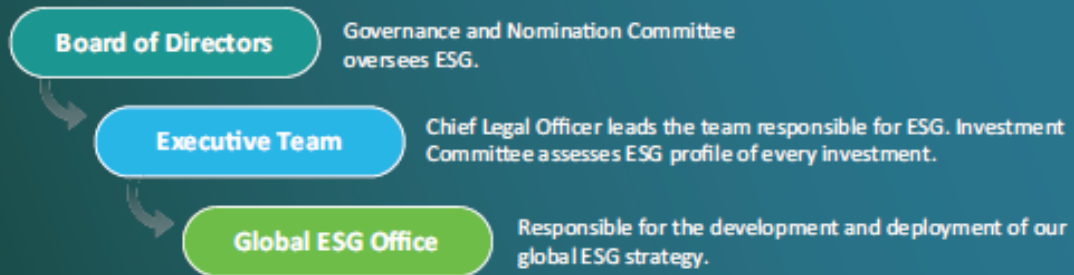 Board of Directors
Governance and Nomination Committee
oversees ESG.
Executive Team
Chief Legal Officer leads the team responsible for ESG. Investment
Committee assesses ESG profile of every investment.
Global ESG Office
Responsible for the development and deployment of our
global ESG strategy.